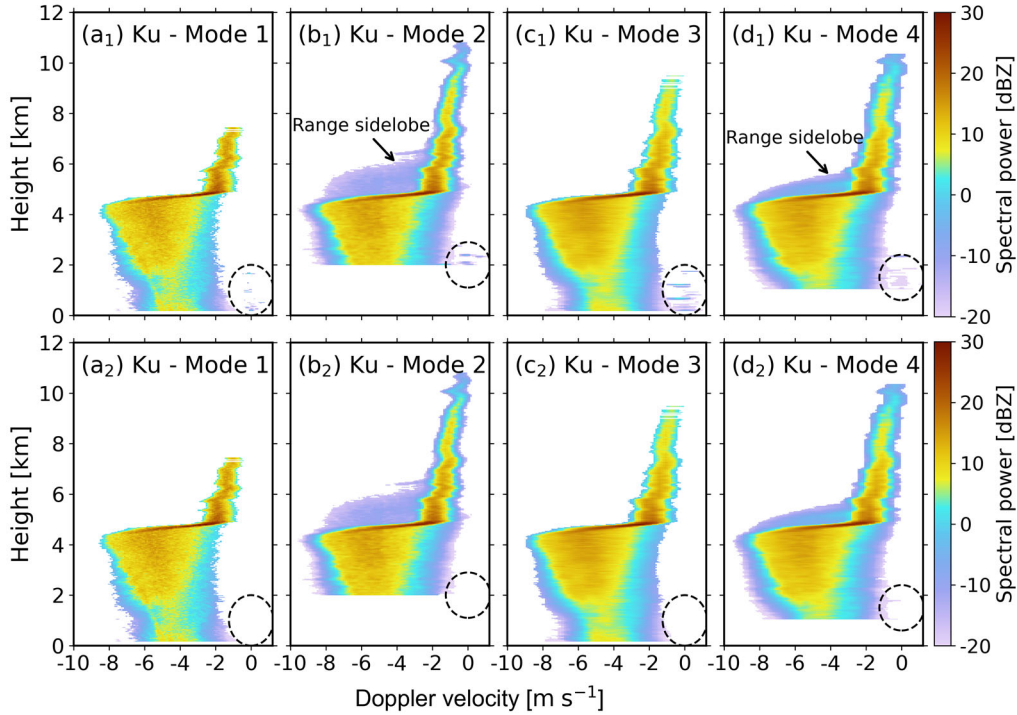 (a₁) Ku - Mode 1
(b₁) Ku - Mode 2
(c₁) Ku - Mode 3
(d₁) Ku - Mode 4
Range sidelobe
Range sidelobe
Height [km]
12
10
8
6
4
2
0
30
20
10
0
-10
-20
Spectral power [dBZ]
(a₂) Ku - Mode 1
(b₂) Ku - Mode 2
(c₂) Ku - Mode 3
(d₂) Ku - Mode 4
Height [km]
12
10
8
6
4
2
0
-10 -8 -6 -4 -2 0
-10 -8 -6 -4 -2 0
-10 -8 -6 -4 -2 0
-10 -8 -6 -4 -2 0
30
20
10
0
-10
-20
Spectral power [dBZ]
Doppler velocity [m s⁻¹]